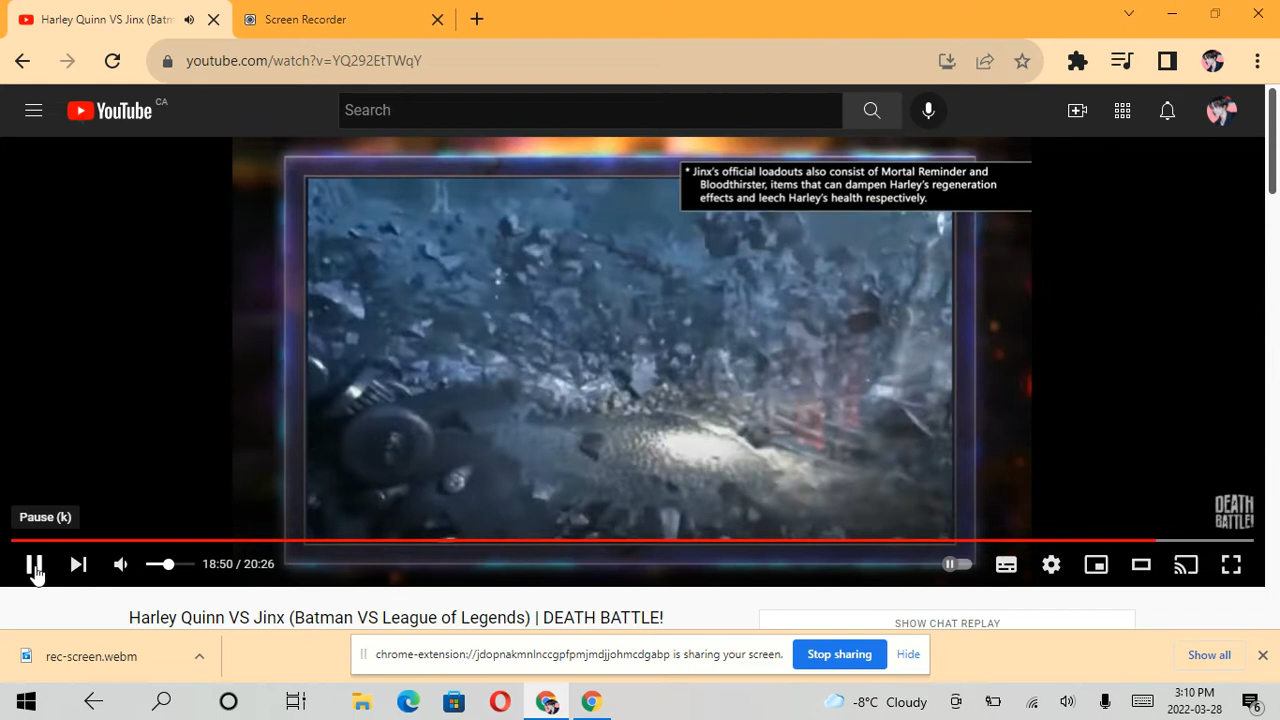 Harley Quinn VS Jinx (Batm
Screen Recorder
youtube.com/watch?v=YQ292EtTWqY
YouTube CA
Search
* Jinx's official loadouts also consist of Mortal Reminder and
Bloodthirster, items that can dampen Harley's regeneration
effects and leech Harley's health respectively.
DEATH
BATTLE!
Pause (k)
18:50 / 20:26
Harley Quinn VS Jinx (Batman VS League of Legends) | DEATH BATTLE!
SHOW CHAT REPLAY
rec-screen.webm
chrome-extension://jdopnakmnlnccgpfpmjmdjjohmcdgabp is sharing your screen.
Stop sharing
Hide
Show all
-8°C Cloudy
3:10 PM
2022-03-28
6